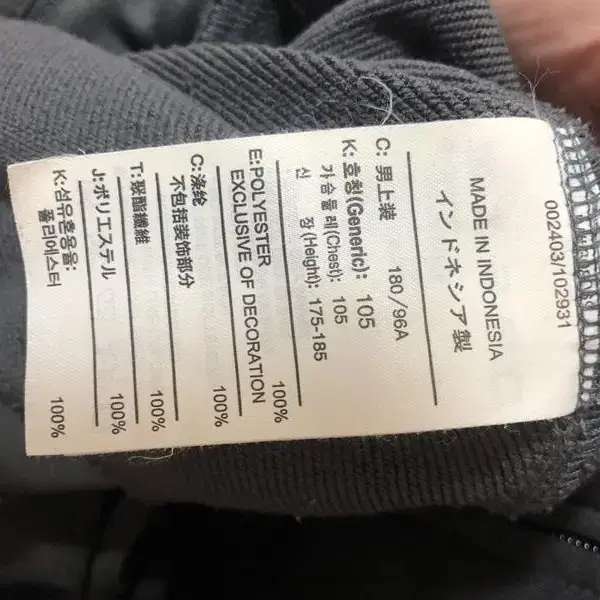 002403/102931
MADE IN INDONESIA
インドネシア製
C: 男上装 180/96A
K: 호칭(Generic): 105
가슴둘레(Chest): 105
신 장(Height): 175-185
E:POLYESTER 100%
EXCLUSIVE OF DECORATION
C:涤纶 100%
不包括装饰部分
T:聚酯纖維 100%
J:ポリエステル 100%
K:섬유혼용율:
폴리에스터 100%